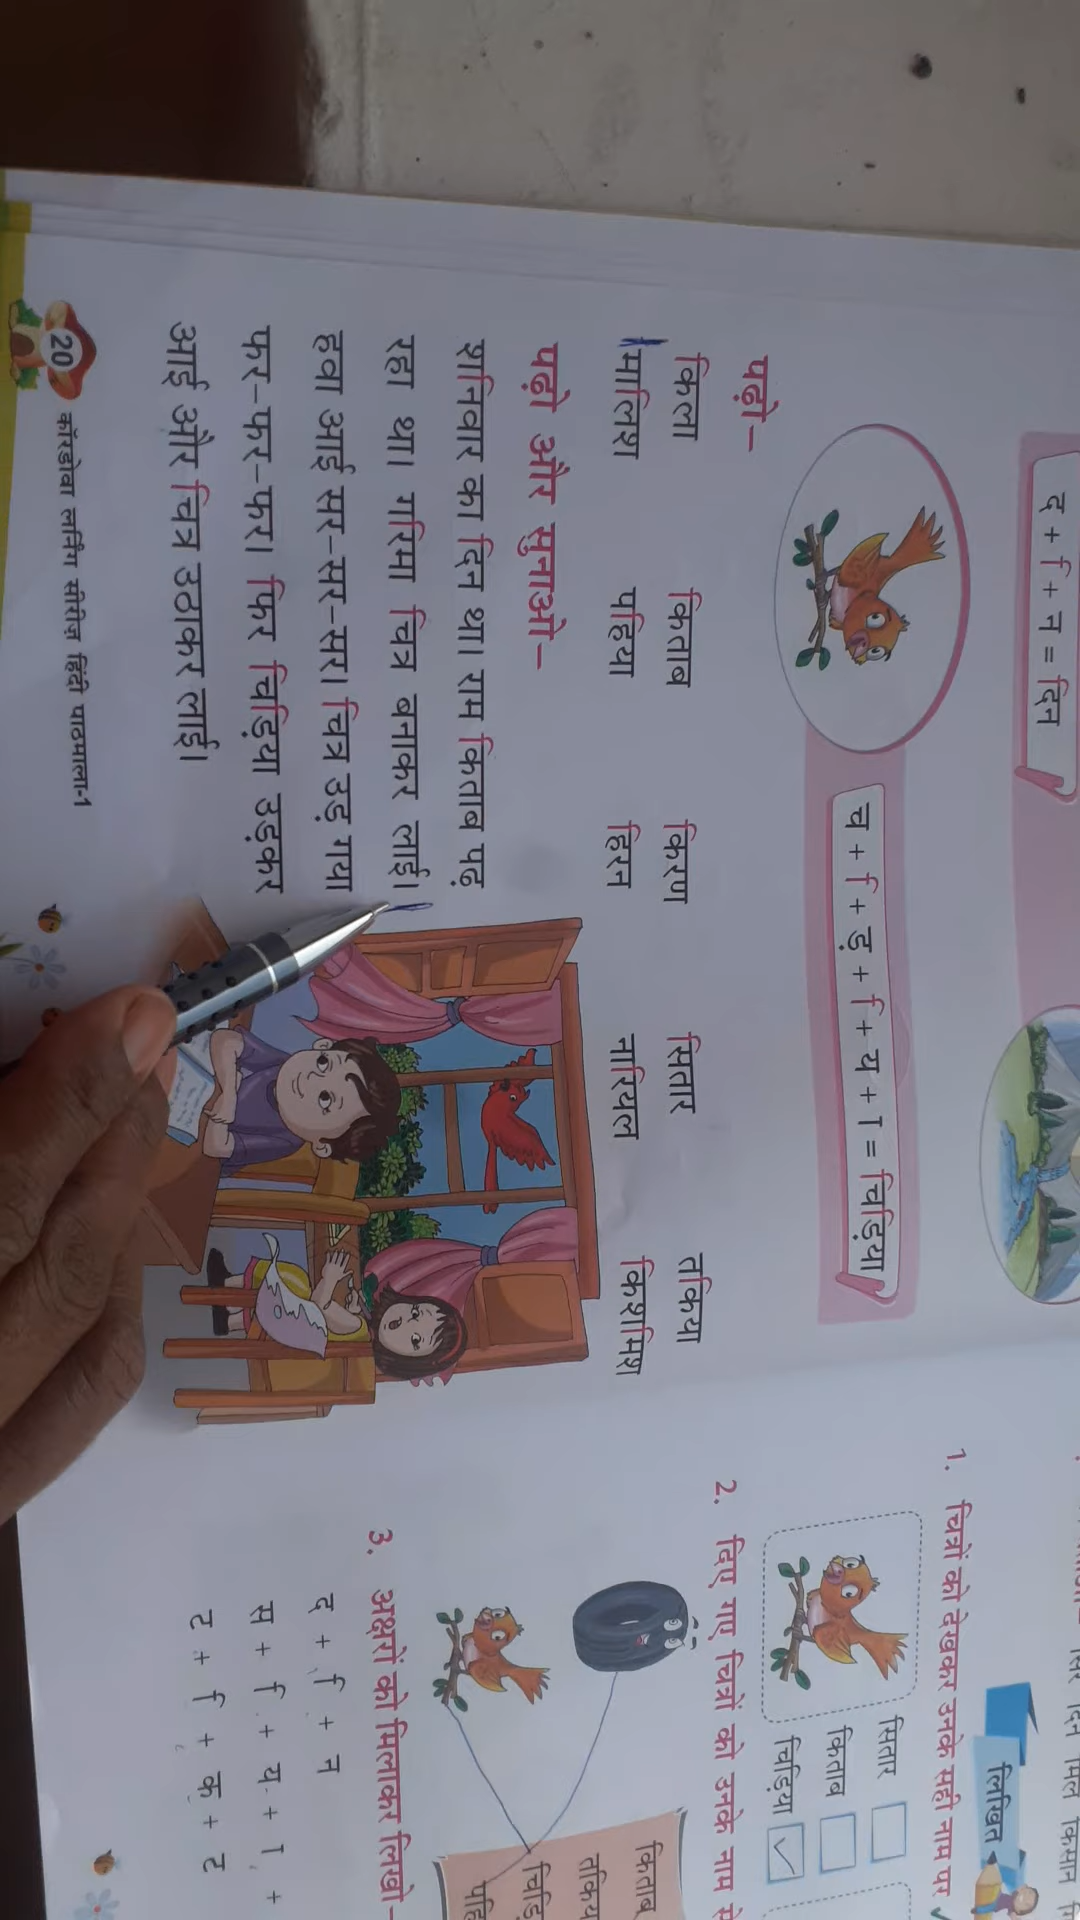 द + ि + न = दिन
च + ि + ड़ + ि + य + ा = चिड़िया
पढ़ो–
किला किताब किरण सितार तकिया
मालिश पहिया हिरन नारियल किशमिश
पढ़ो और सुनाओ–
शनिवार का दिन था। राम किताब पढ़
रहा था। गरिमा चित्र बनाकर लाई।
हवा आई सर–सर–सर–सर। चित्र उड़ गया
फर–फर–फर–फर। फिर चिड़िया उड़कर
आई और चित्र उठाकर लाई।
20 कॉरडोवा लर्निंग सीरीज़ हिंदी पाठमाला-1
दिन मिल किसान
लिखित
1. चित्रों को देखकर उनके सही नाम पर ✓
सितार
किताब
चिड़िया ✓
2. दिए गए चित्रों को उनके नाम से
किताब
3. अक्षरों को मिलाकर लिखो–
द + ि + न
स + ि + य + ा +
ट + ि + क + ट